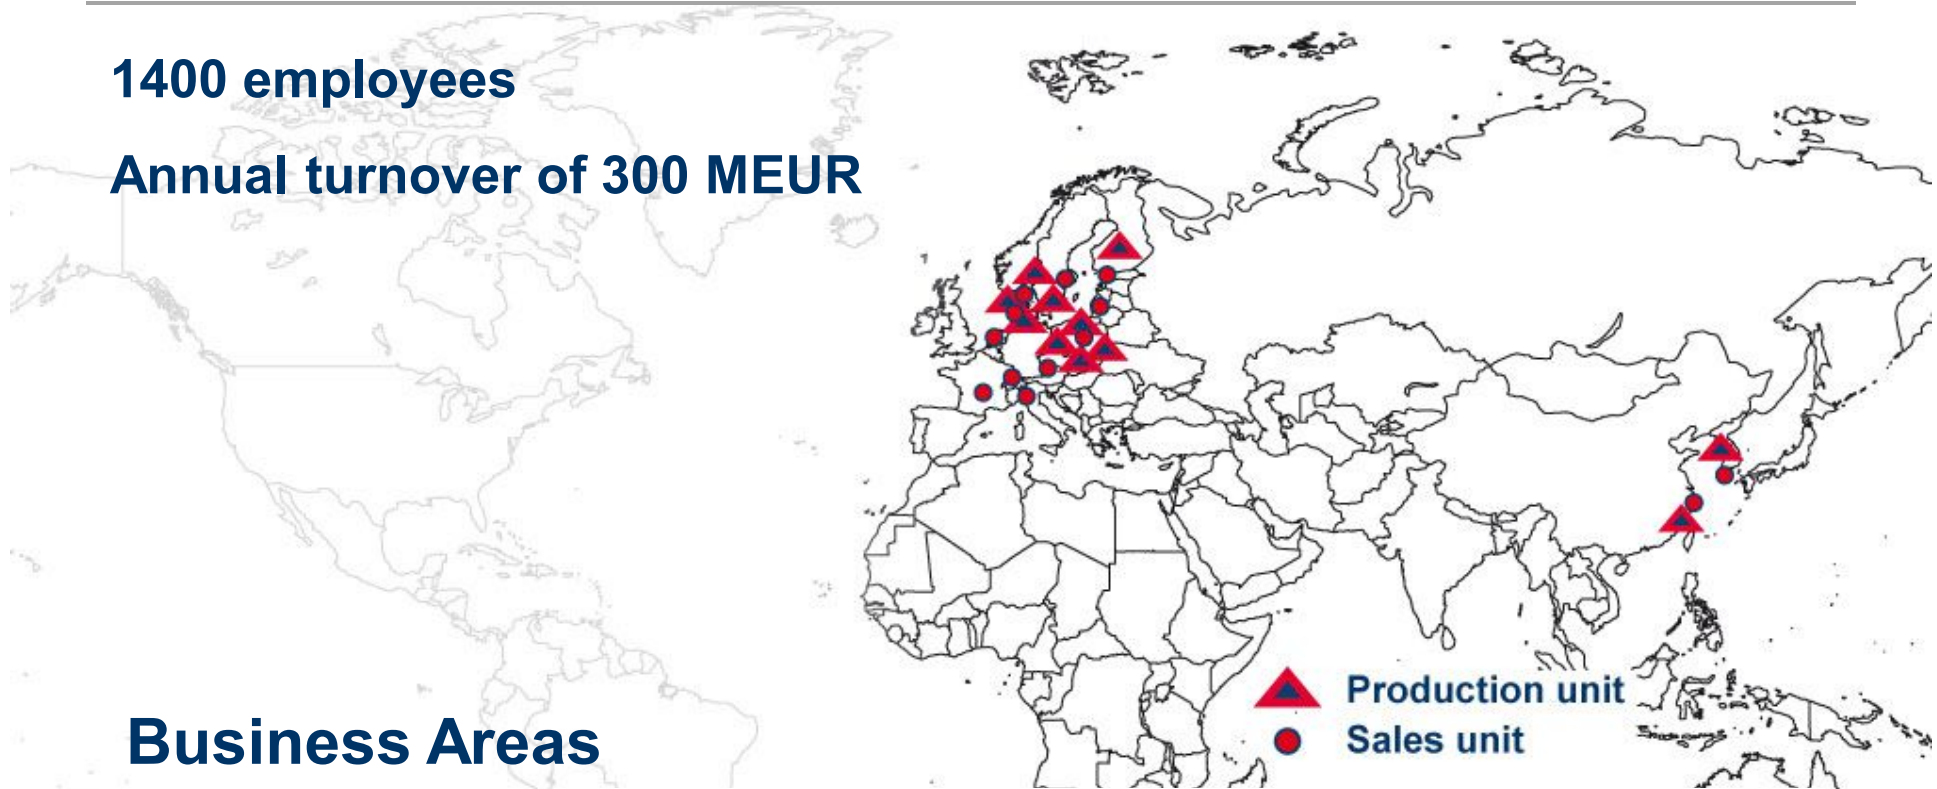 1400 employees
Annual turnover of 300 MEUR
Production unit
Sales unit
Business Areas